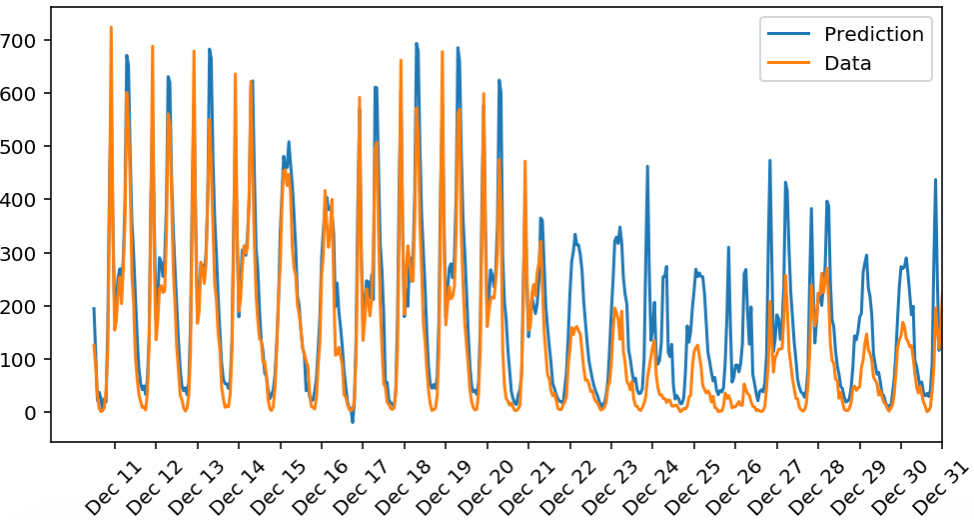 700
600
500
400
300
200
100
0
Prediction
Data
Dec 11
Dec 12
Dec 13
Dec 14
Dec 15
Dec 16
Dec 17
Dec 18
Dec 19
Dec 20
Dec 21
Dec 22
Dec 23
Dec 24
Dec 25
Dec 26
Dec 27
Dec 28
Dec 29
Dec 30
Dec 31